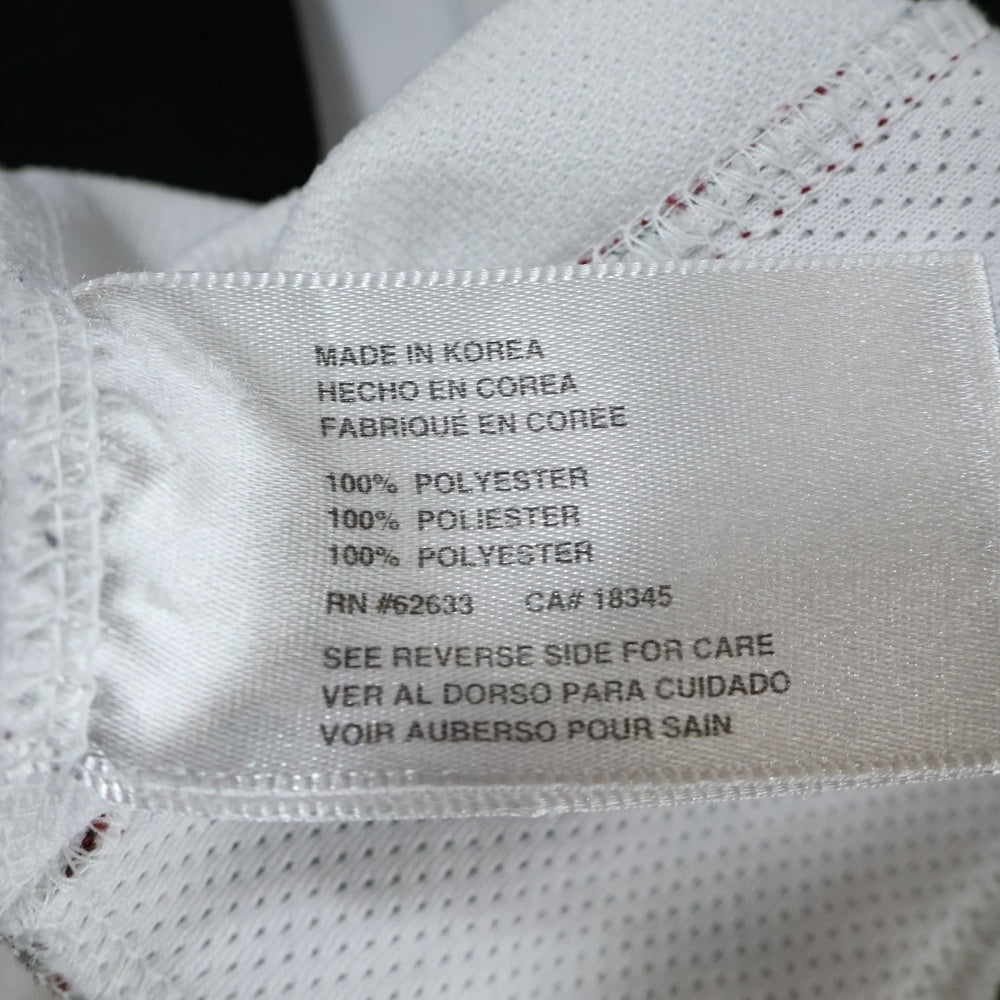 MADE IN KOREA
HECHO EN COREA
FABRIQUÉ EN COREE
100% POLYESTER
100% POLIESTER
100% POLYESTER
RN #62633 CA# 18345
SEE REVERSE SIDE FOR CARE
VER AL DORSO PARA CUIDADO
VOIR AUBERSO POUR SAIN